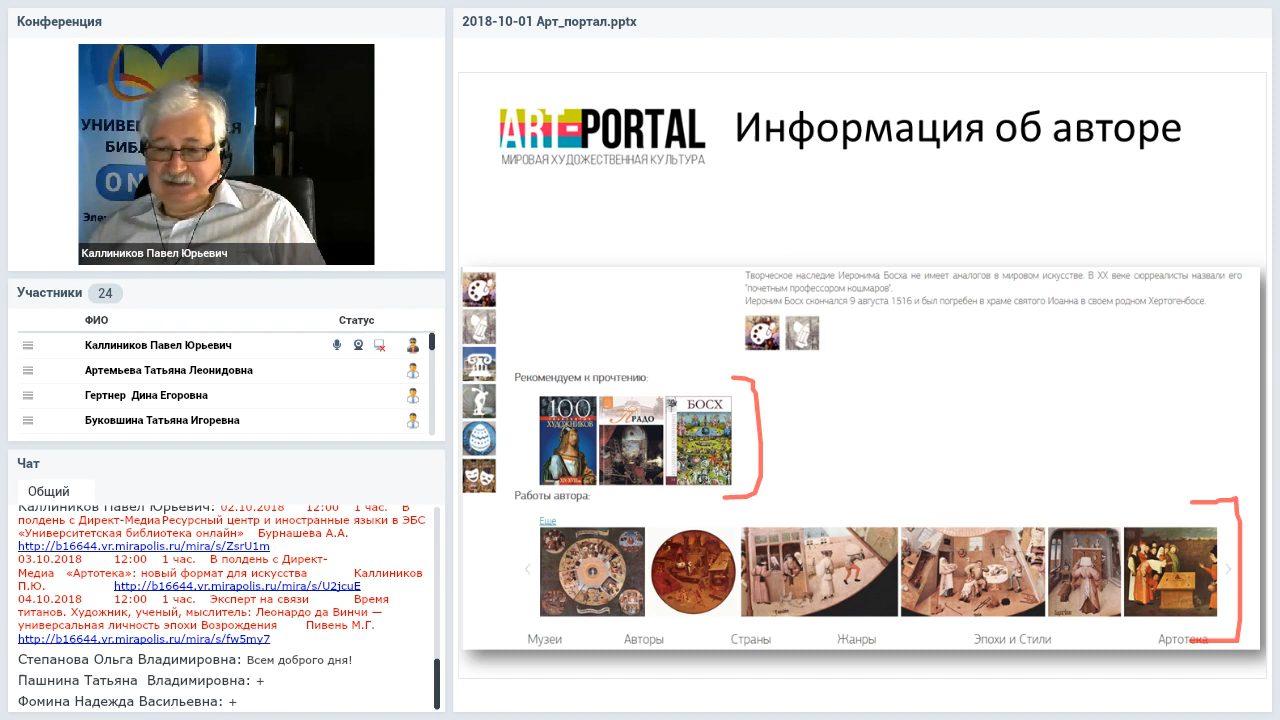 Конференция
УНИВЕ
АЯ
БИБЛ
ON
Эле
Каллиников Павел Юрьевич
Участники 24
ФИО Статус
Каллиников Павел Юрьевич
Артемьева Татьяна Леонидовна
Гертнер Дина Егоровна
Буковшина Татьяна Игоревна
Чат
Общий
Каллиников Павел Юрьевич: 02.10.2018 12:00 1 час. В
полдень с Директ-Медиа Ресурсный центр и иностранные языки в ЭБС
«Университетская библиотека онлайн» Бурнашева А.А.
http://b16644.vr.mirapolis.ru/mira/s/ZsrU1m
03.10.2018 12:00 1 час. В полдень с Директ-
Медиа «Артотека»: новый формат для искусства Каллиников
П.Ю. http://b16644.vr.mirapolis.ru/mira/s/U2jcuE
04.10.2018 12:00 1 час. Эксперт на связи Время
титанов. Художник, ученый, мыслитель: Леонардо да Винчи —
универсальная личность эпохи Возрождения Пивень М.Г.
http://b16644.vr.mirapolis.ru/mira/s/fw5my7
Степанова Ольга Владимировна: Всем доброго дня!
Пашнина Татьяна Владимировна: +
Фомина Надежда Васильевна: +
2018-10-01 Арт_портал.pptx
ART-PORTAL
МИРОВАЯ ХУДОЖЕСТВЕННАЯ КУЛЬТУРА
Информация об авторе
Творческое наследие Иеронима Босха не имеет аналогов в мировом искусстве. В XX веке сюрреалисты назвали его
"почетным профессором кошмаров".
Иероним Босх скончался 9 августа 1516 и был погребен в храме святого Иоанна в своем родном Хертогенбосе.
Рекомендуем к прочтению:
100
ХУДОЖНИКОВ
ПРАДО
БОСХ
Работы автора:
Еще
Музеи Авторы Страны Жанры Эпохи и Стили Артотека